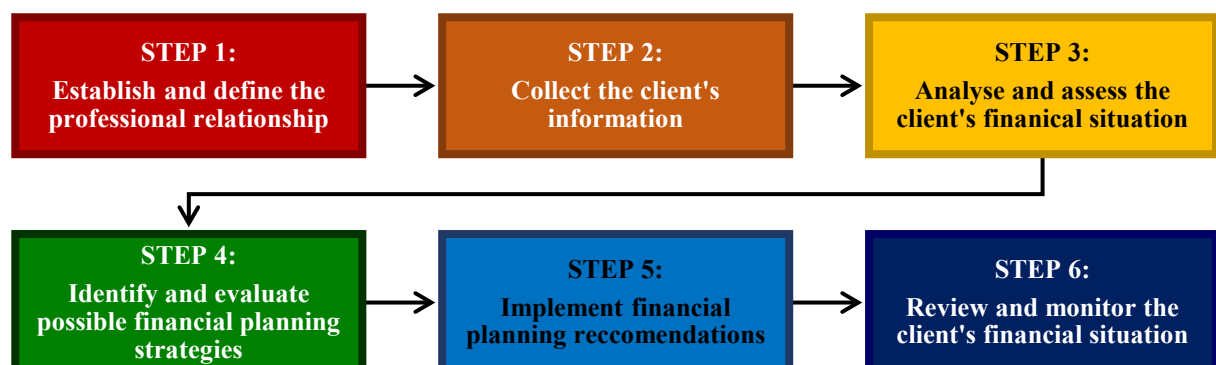 STEP 1:
Establish and define the
professional relationship
STEP 2:
Collect the client's
information
STEP 3:
Analyse and assess the
client's finanical situation
STEP 4:
Identify and evaluate
possible financial planning
strategies
STEP 5:
Implement financial
planning reccomendations
STEP 6:
Review and monitor the
client's financial situation